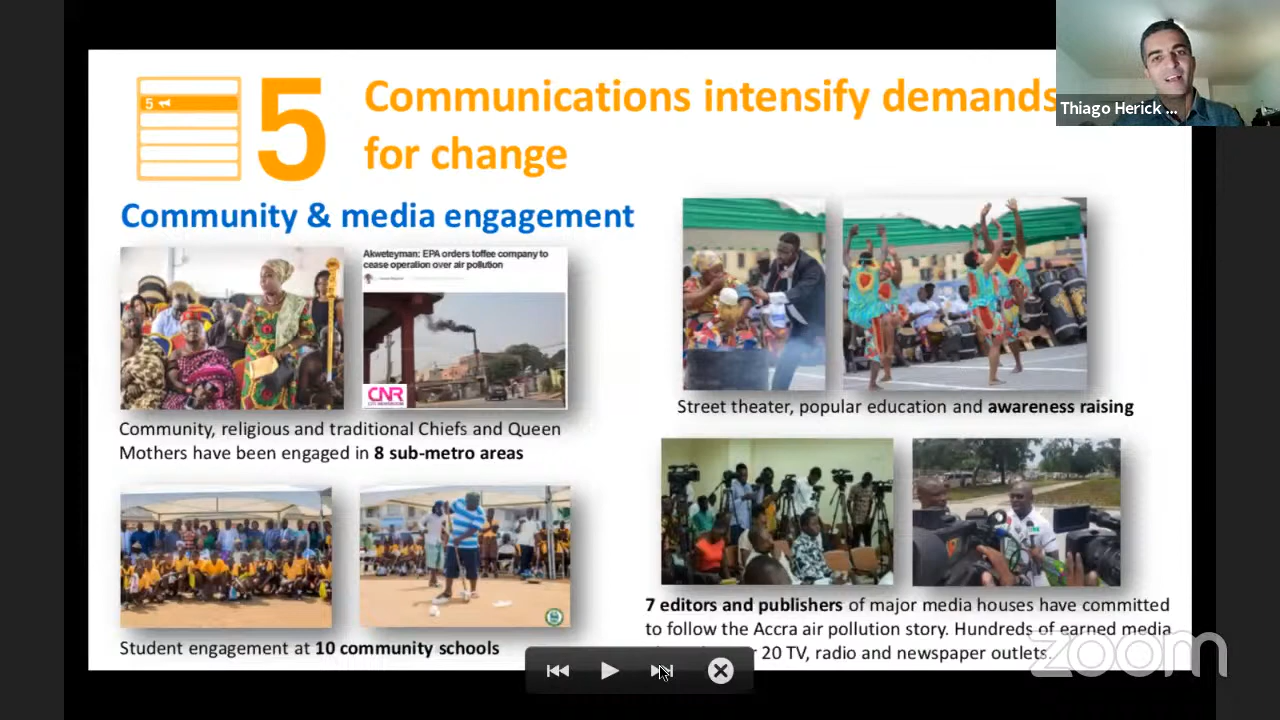 5
5
Communications intensify demands
for change
Thiago Herick ...
Community & media engagement
Akweteyman: EPA orders toffee company to
cease operation over air pollution
CNR
Community, religious and traditional Chiefs and Queen
Mothers have been engaged in 8 sub-metro areas
Student engagement at 10 community schools
Street theater, popular education and awareness raising
7 editors and publishers of major media houses have committed
to follow the Accra air pollution story. Hundreds of earned media
20 TV, radio and newspaper outlets.
zoom